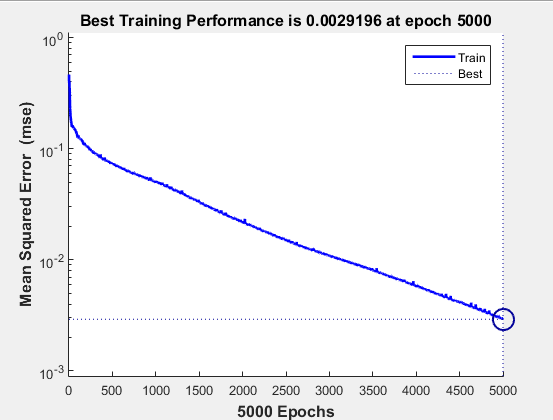 Best Training Performance is 0.0029196 at epoch 5000
10^0
Train
Best
10^-1
Mean Squared Error (mse)
10^-2
10^-3
0 500 1000 1500 2000 2500 3000 3500 4000 4500 5000
5000 Epochs